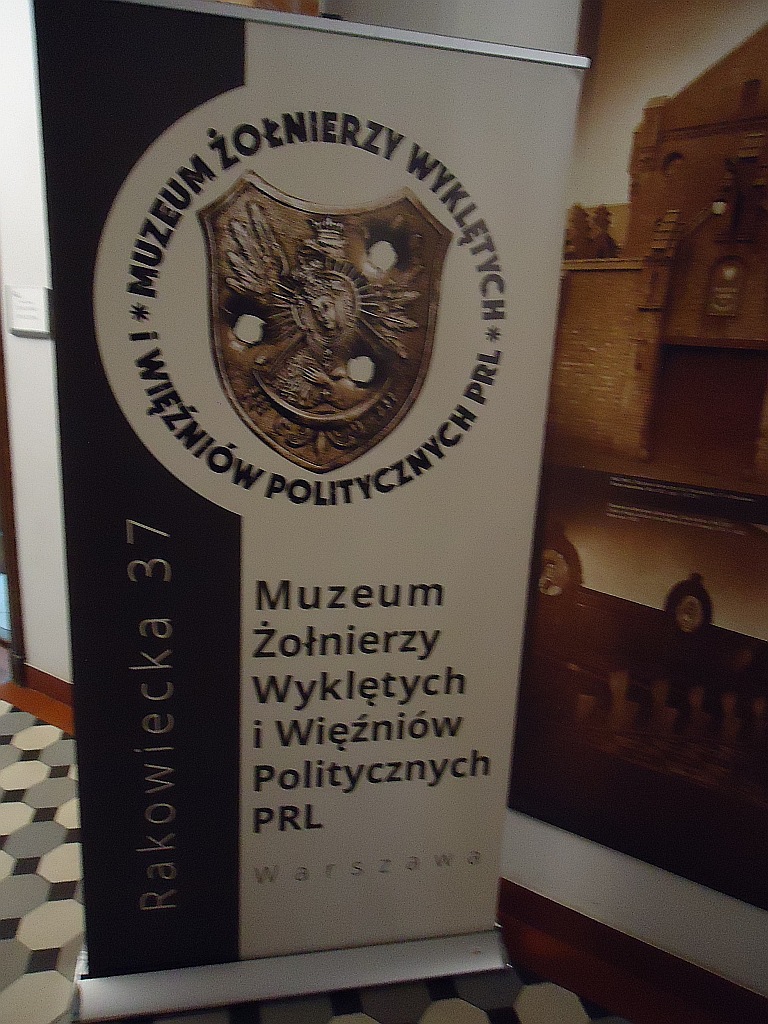 * MUZEUM ŻOŁNIERZY WYKLĘTYCH *
I WIĘŹNIÓW POLITYCZNYCH PRL
Rakowiecka 37
Muzeum
Żołnierzy
Wyklętych
i Więźniów
Politycznych
PRL
Warszawa